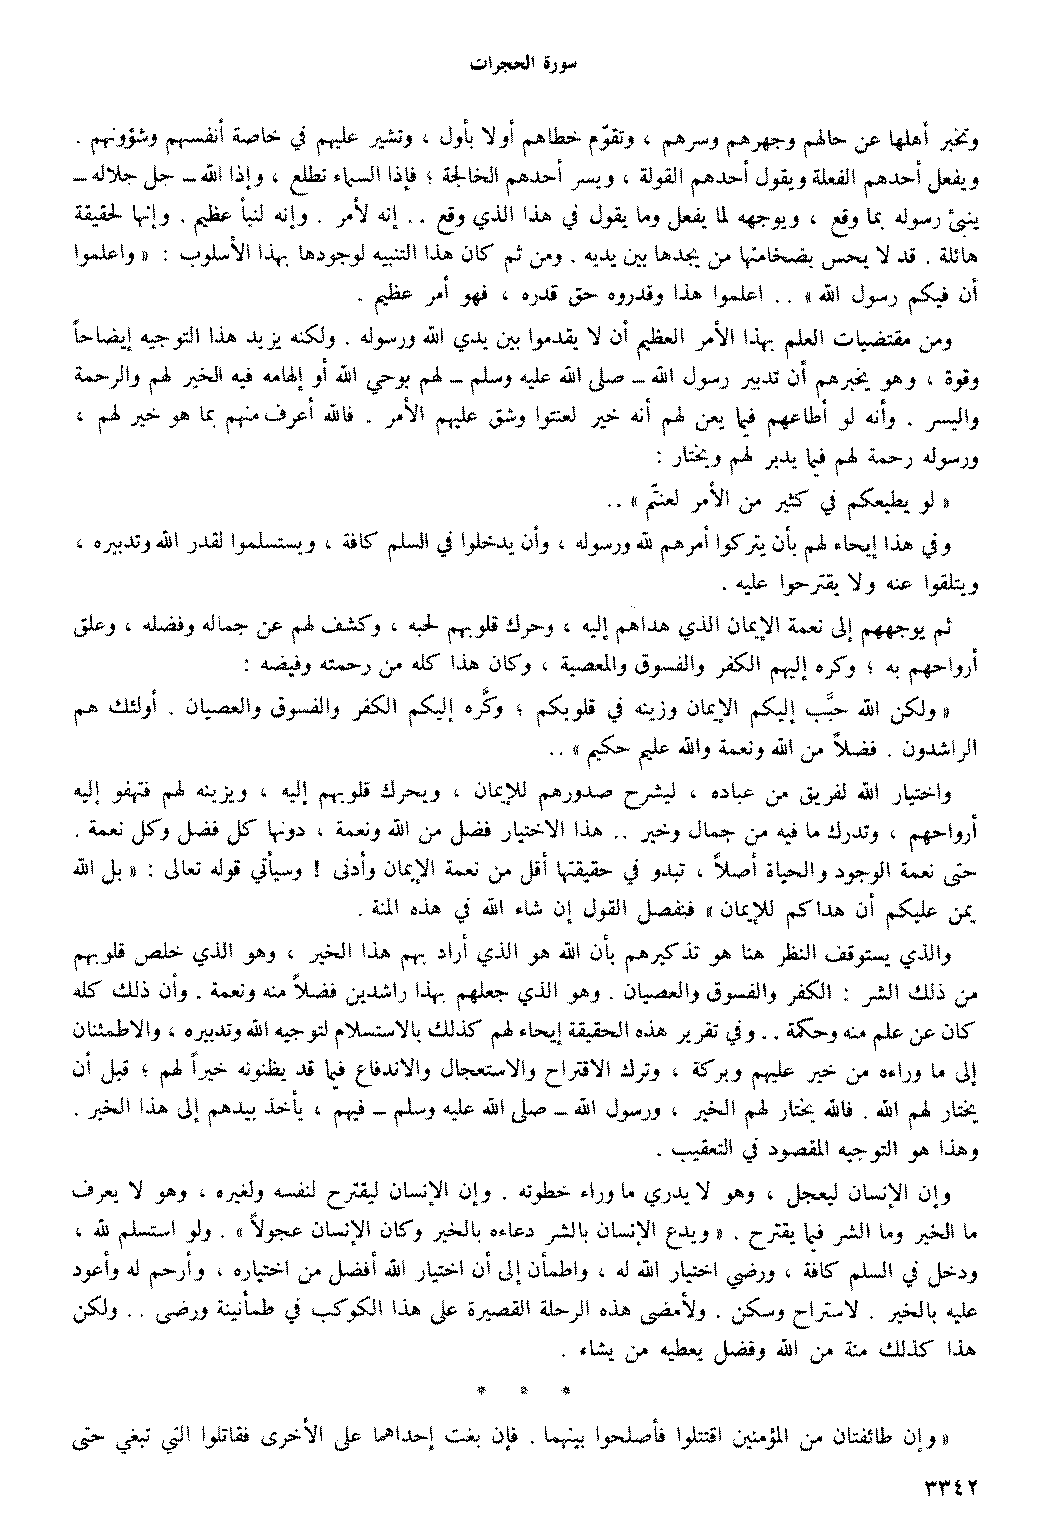 سورة الحجرات
وتخبر أهلها عن حالهم وجهرهم وسرهم ، وتقوّم خطاهم أولا بأول ، وتشير عليهم في خاصة أنفسهم وشؤونهم .
ويفعل أحدهم الفعلة ويقول أحدهم القولة ، ويسر أحدهم الخالجة ؛ فإذا السماء تطلع ، وإذا الله ــ جل جلاله ــ
ينبئ رسوله بما وقع ، ويوجهه لما يفعل وما يقول في هذا الذي وقع .. إنه لأمر . وإنه لنبأ عظيم . وإنها لحقيقة
هائلة . قد لا يحس بضخامتها من يجدها بين يديه . ومن ثم كان هذا التنبيه لوجودها بهذا الأسلوب : « واعلموا
أن فيكم رسول الله » .. اعلموا هذا وقدروه حق قدره ، فهو أمر عظيم .
ومن مقتضيات العلم بهذا الأمر العظيم أن لا يقدموا بين يدي الله ورسوله . ولكنه يزيد هذا التوجيه إيضاحاً
وقوة ، وهو يخبرهم أن تدبير رسول الله ــ صلى الله عليه وسلم ــ لهم بوحي الله أو إلهامه فيه الخير لهم والرحمة
واليسر . وأنه لو أطاعهم فيما يعن لهم أنه خير لعنتوا وشق عليهم الأمر . فالله أعرف منهم بما هو خير لهم ،
ورسوله رحمة لهم فيما يدبر لهم ويختار :
« لو يطيعكم في كثير من الأمر لعنتّم » ..
وفي هذا إيحاء لهم بأن يتركوا أمرهم لله ورسوله ، وأن يدخلوا في السلم كافة ، ويستسلموا لقدر الله وتدبيره ،
ويتلقوا عنه ولا يقترحوا عليه .
ثم يوجههم إلى نعمة الإيمان الذي هداهم إليه ، وحرك قلوبهم لحبه ، وكشف لهم عن جماله وفضله ، وعلق
أرواحهم به ؛ وكره إليهم الكفر والفسوق والمعصية ، وكان هذا كله من رحمته وفيضه :
« ولكن الله حبَّب إليكم الإيمان وزينه في قلوبكم ؛ وكرَّه إليكم الكفر والفسوق والعصيان . أولئك هم
الراشدون . فضلاً من الله ونعمة والله عليم حكيم » ..
واختيار الله لفريق من عباده ، ليشرح صدورهم للإيمان ، ويحرك قلوبهم إليه ، ويزينه لهم فتهفو إليه
أرواحهم ، وتدرك ما فيه من جمال وخير .. هذا الاختيار فضل من الله ونعمة ، دونها كل فضل وكل نعمة .
حتى نعمة الوجود والحياة أصلاً ، تبدو في حقيقتها أقل من نعمة الإيمان وأدنى ! وسيأتي قوله تعالى : « بل الله
يمن عليكم أن هداكم للإيمان » فنفصل القول إن شاء الله في هذه المنة .
والذي يستوقف النظر هنا هو تذكيرهم بأن الله هو الذي أراد بهم هذا الخير ، وهو الذي خلص قلوبهم
من ذلك الشر : الكفر والفسوق والعصيان . وهو الذي جعلهم بهذا راشدين فضلاً منه ونعمة . وأن ذلك كله
كان عن علم منه وحكمة .. وفي تقرير هذه الحقيقة إيحاء لهم كذلك بالاستسلام لتوجيه الله وتدبيره ، والاطمئنان
إلى ما وراءه من خير عليهم وبركة ، وترك الاقتراح والاستعجال والاندفاع فيما قد يظنونه خيراً لهم ؛ قبل أن
يختار لهم الله . فالله يختار لهم الخير ، ورسول الله ــ صلى الله عليه وسلم ــ فيهم ، يأخذ بيدهم إلى هذا الخير .
وهذا هو التوجيه المقصود في التعقيب .
وإن الإنسان ليعجل ، وهو لا يدري ما وراء خطوته . وإن الإنسان ليقترح لنفسه ولغيره ، وهو لا يعرف
ما الخير وما الشر فيما يقترح . « ويدع الإنسان بالشر دعاءه بالخير وكان الإنسان عجولاً » . ولو استسلم لله ،
ودخل في السلم كافة ، ورضي اختيار الله له ، واطمأن إلى أن اختيار الله أفضل من اختياره ، وأرحم له وأعود
عليه بالخير . لاستراح وسكن . ولأمضى هذه الرحلة القصيرة على هذا الكوكب في طمأنينة ورضى .. ولكن
هذا كذلك منة من الله وفضل يعطيه من يشاء .
* * *
« وإن طائفتان من المؤمنين اقتتلوا فأصلحوا بينهما . فإن بغت إحداهما على الأخرى فقاتلوا التي تبغي حتى
٣٣٤٢